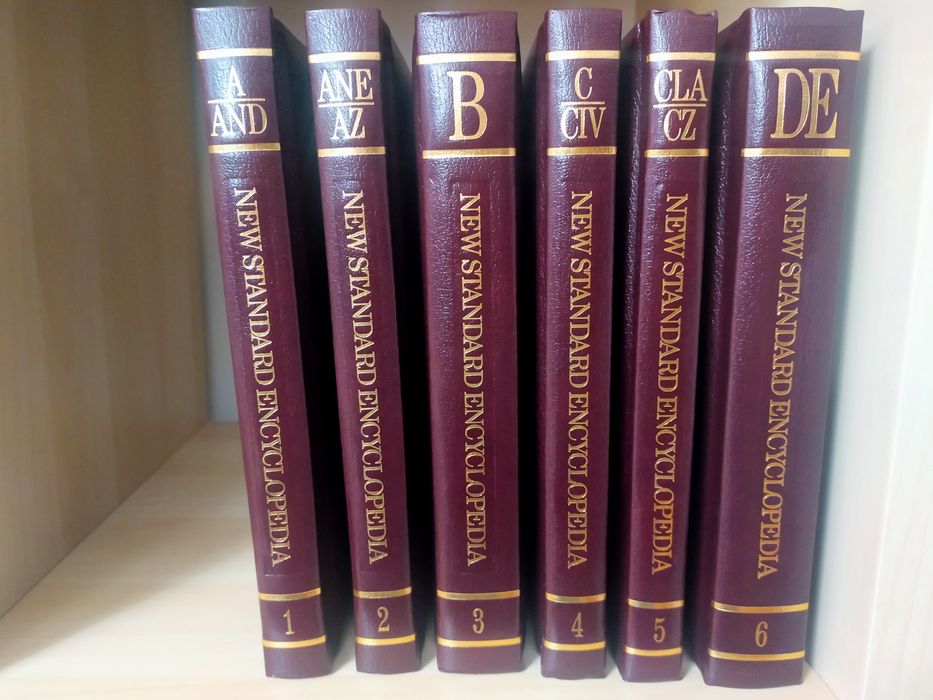 A
AND
NEW STANDARD ENCYCLOPEDIA
1
ANE
AZ
NEW STANDARD ENCYCLOPEDIA
2
B
NEW STANDARD ENCYCLOPEDIA
3
C
CIV
NEW STANDARD ENCYCLOPEDIA
4
CLA
CZ
NEW STANDARD ENCYCLOPEDIA
5
DE
NEW STANDARD ENCYCLOPEDIA
6